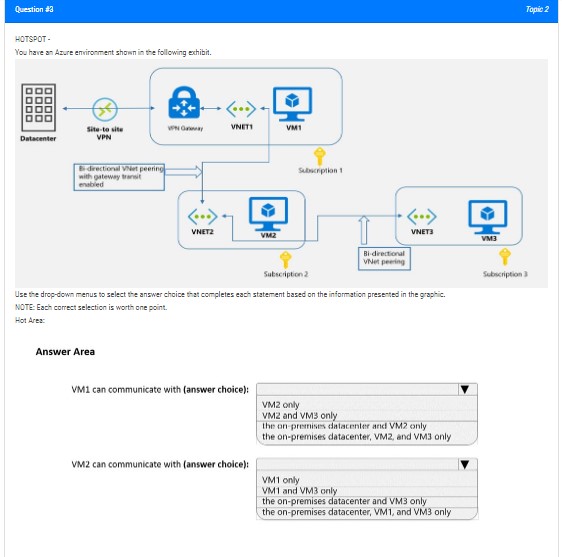 Question #3
Topic 2
HOTSPOT -
You have an Azure environment shown in the following exhibit.
Datacenter
Site-to site
VPN
VPN Gateway
VNET1
VM1
Subscription 1
Bi-directional VNet peering
with gateway transit
enabled
VNET2
VM2
Subscription 2
Bi-directional
VNet peering
VNET3
VM3
Subscription 3
Use the drop-down menus to select the answer choice that completes each statement based on the information presented in the graphic.
NOTE: Each correct selection is worth one point.
Hot Area:
Answer Area
VM1 can communicate with (answer choice):
VM2 only
VM2 and VM3 only
the on-premises datacenter and VM2 only
the on-premises datacenter, VM2, and VM3 only
VM2 can communicate with (answer choice):
VM1 only
VM1 and VM3 only
the on-premises datacenter and VM3 only
the on-premises datacenter, VM1, and VM3 only